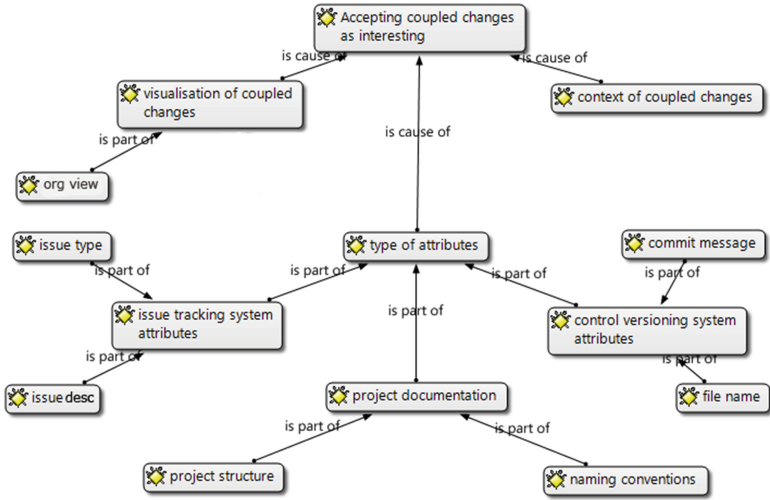 Accepting coupled changes
as interesting
is cause of
is cause of
visualisation of coupled
changes
context of coupled changes
is cause of
is part of
org view
issue type
type of attributes
commit message
is part of
is part of
is part of
is part of
issue tracking system
attributes
is part of
control versioning system
attributes
is part of
is part of
issue desc
project documentation
file name
is part of
is part of
project structure
naming conventions